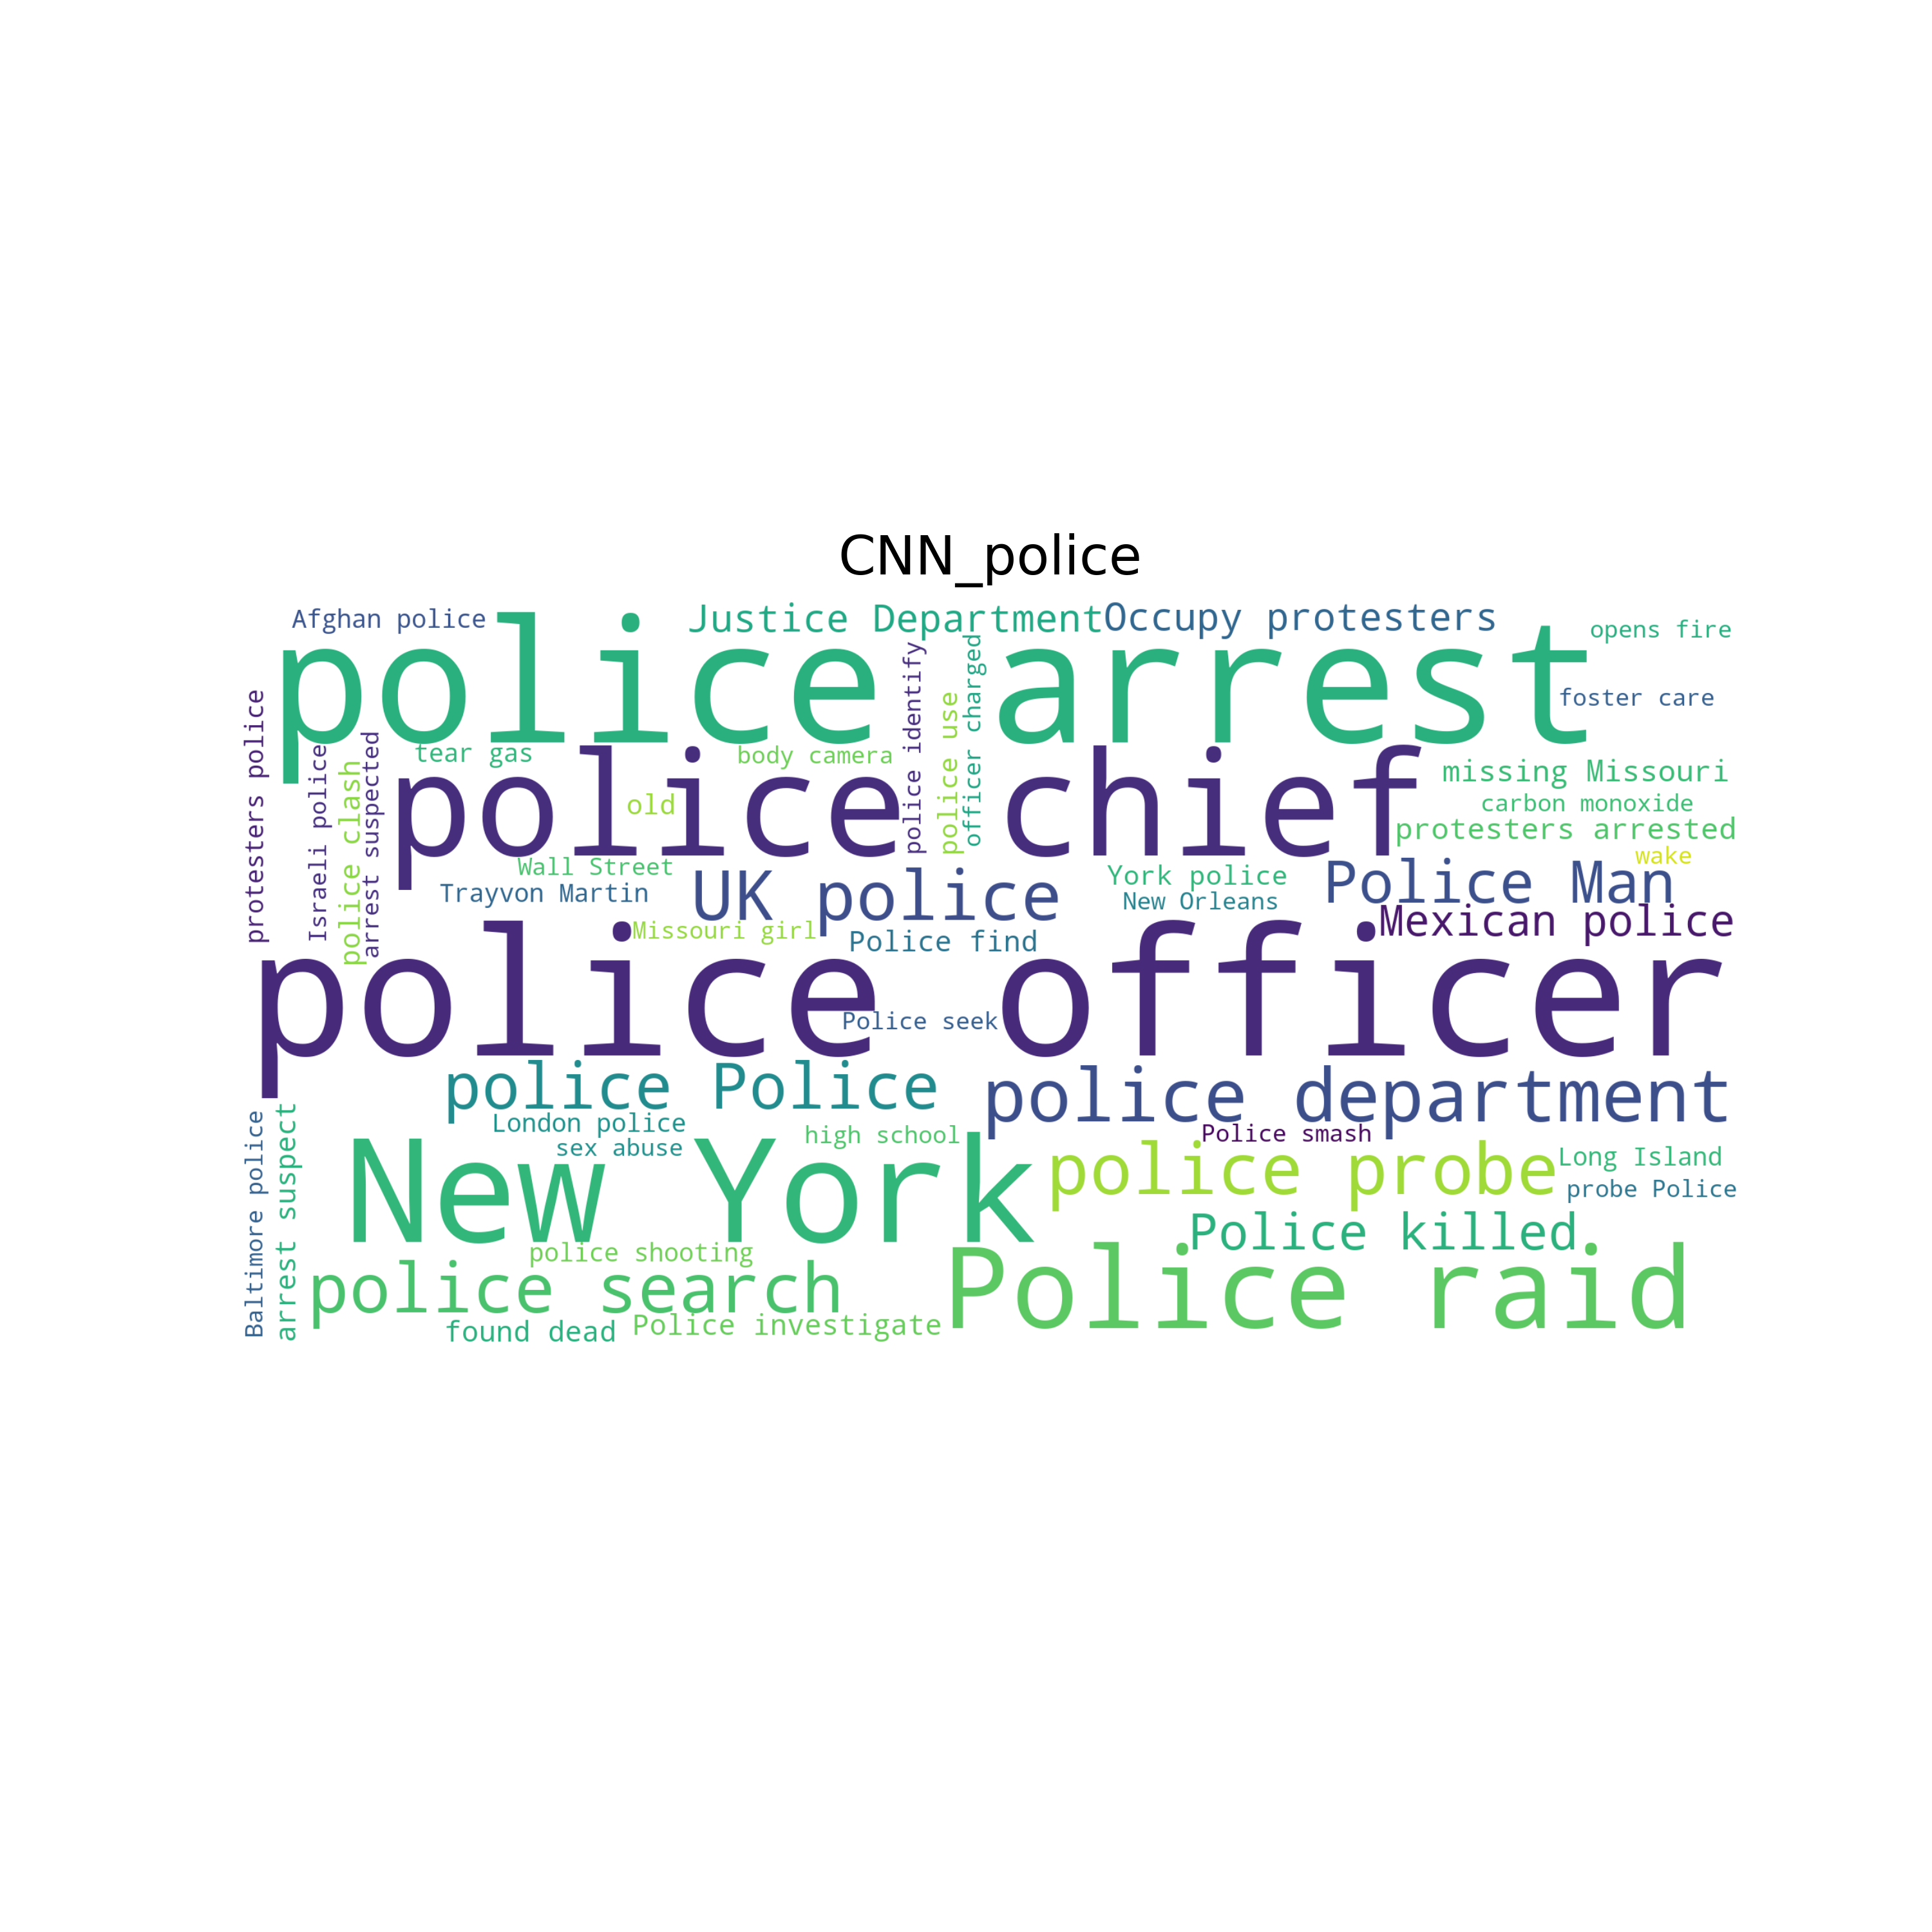 CNN_police
Afghan police
police arrest
Justice Department
Occupy protesters
opens fire
foster care
protesters police
Israeli police
police clash
arrest suspected
tear gas
body camera
police identify
police use
officer charged
police chief
old
missing Missouri
carbon monoxide
protesters arrested
wake
Wall Street
Trayvon Martin
UK police
York police
New Orleans
Police Man
Mexican police
Missouri girl
Police find
police officer
Police seek
police Police
police department
London police
sex abuse
high school
Police smash
Baltimore police
arrest suspect
New York
police probe
Long Island
probe Police
Police killed
police shooting
police search
Police raid
found dead
Police investigate